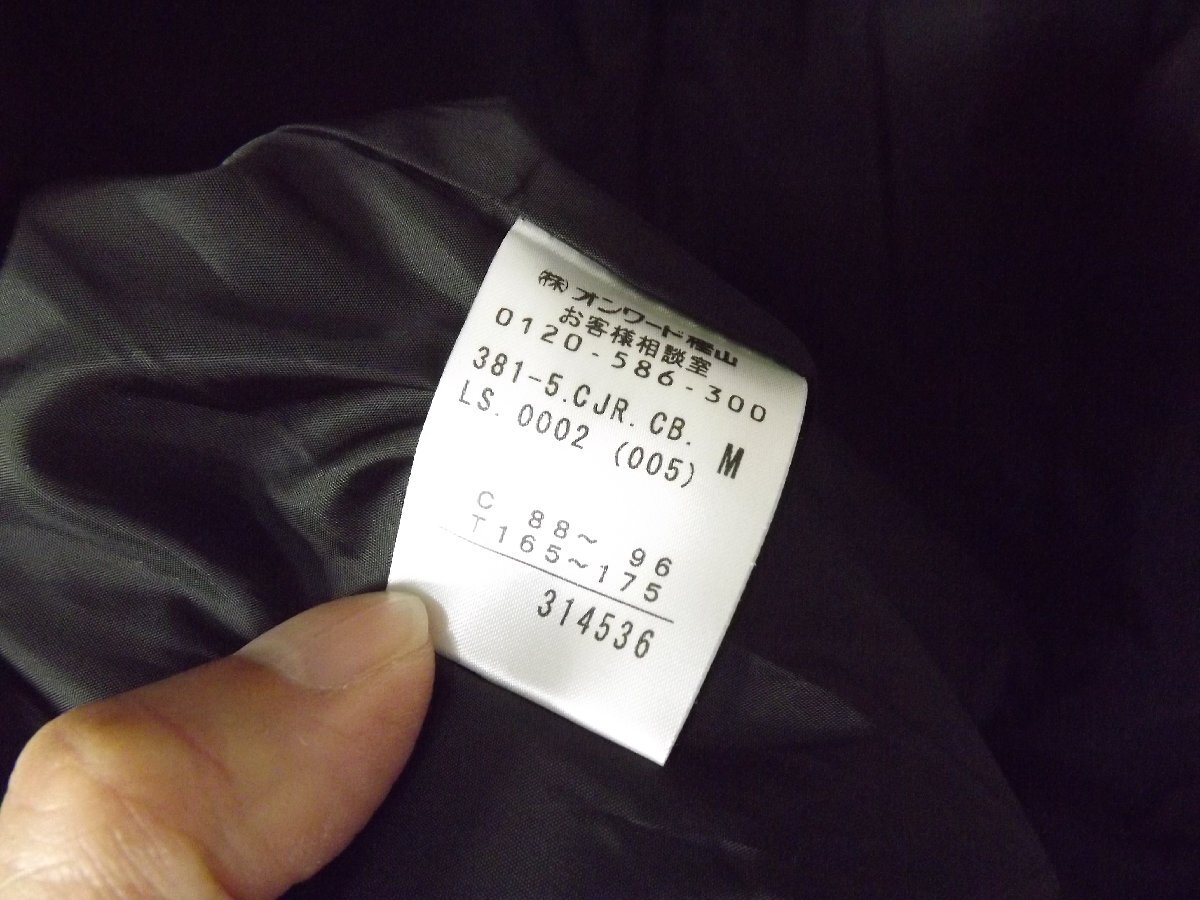 ㈱オンワード樫山
お客様相談室
0120-586-300
381-5.CJR.CB. M
LS.0002 (005)
C 88～ 96
T165～175
314536